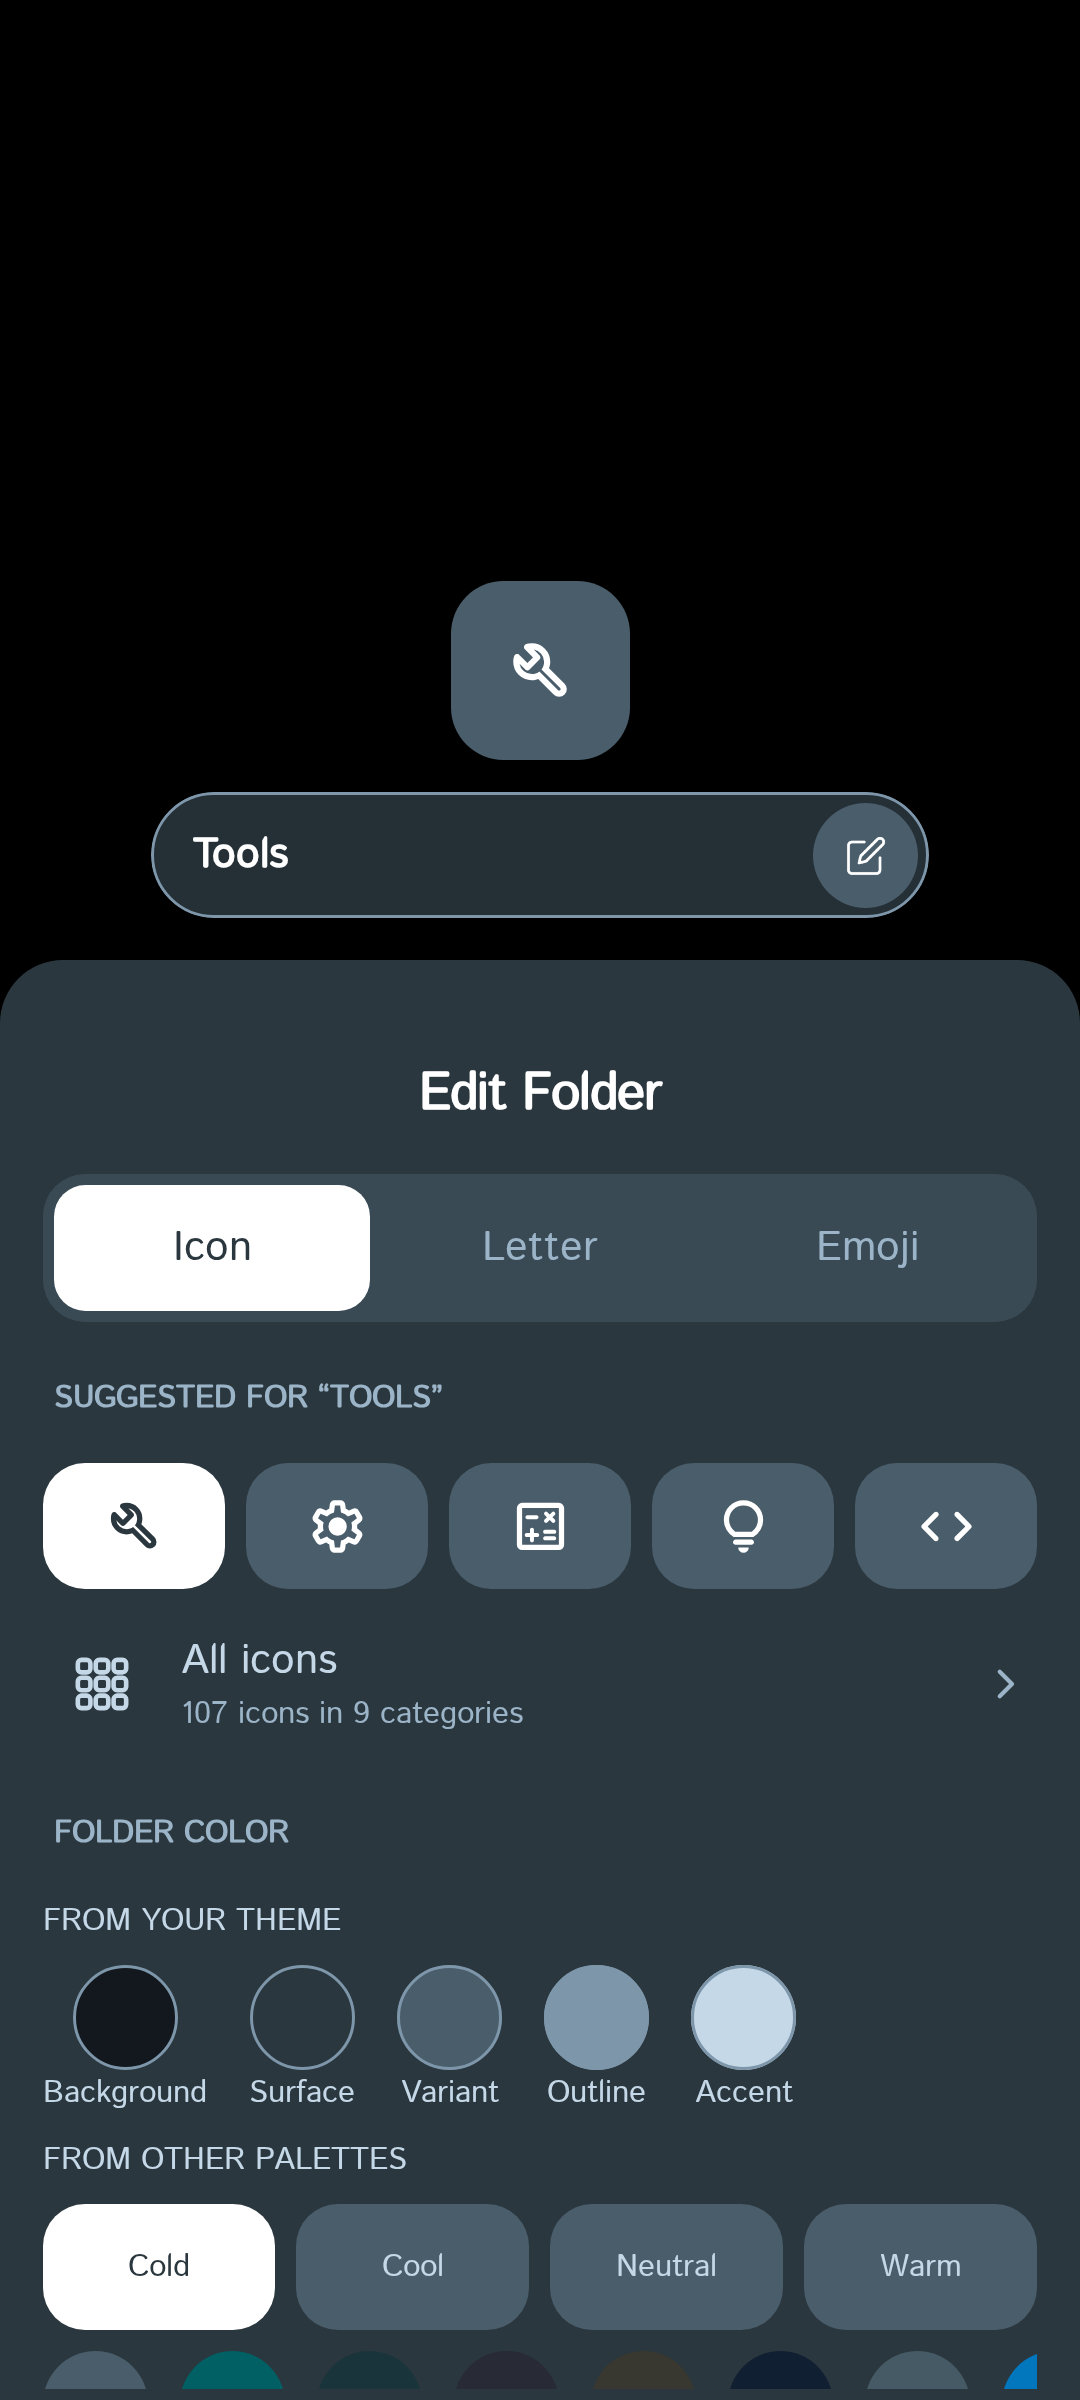 Tools
Edit Folder
Icon Letter Emoji
SUGGESTED FOR “TOOLS”
All icons
107 icons in 9 categories
FOLDER COLOR
FROM YOUR THEME
Background Surface Variant Outline Accent
FROM OTHER PALETTES
Cold Cool Neutral Warm